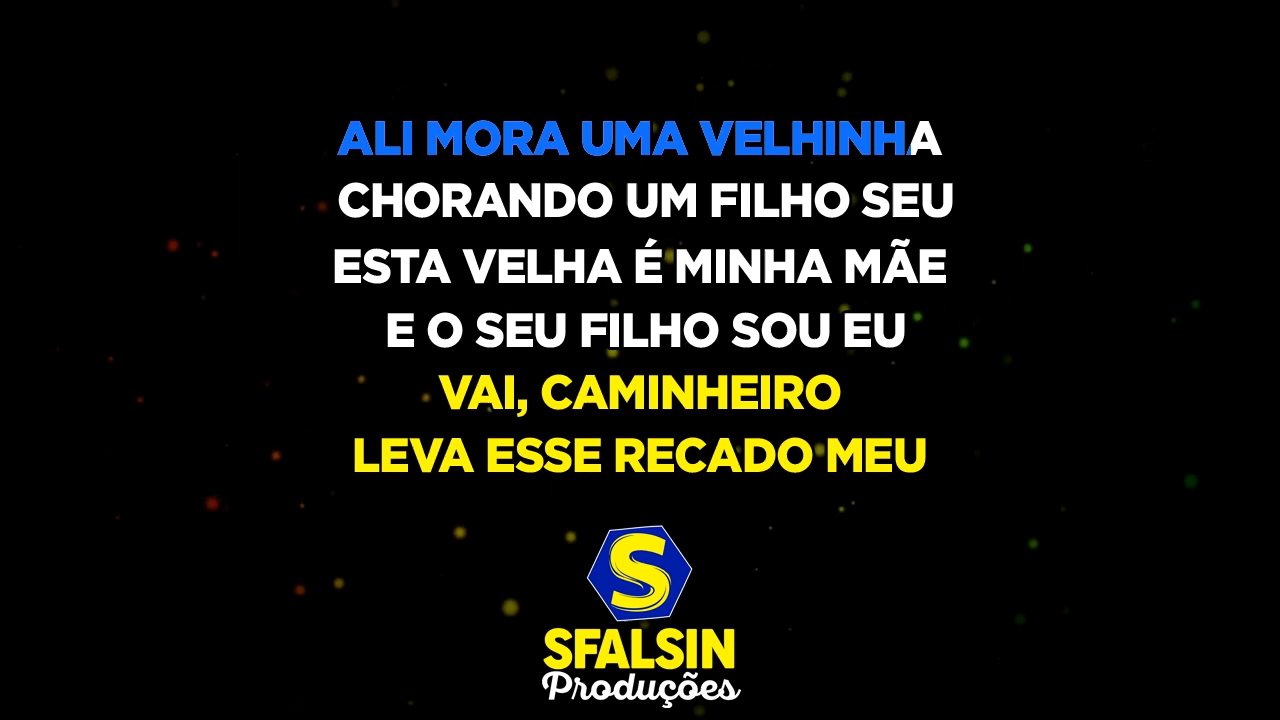 ALI MORA UMA VELHINHA
CHORANDO UM FILHO SEU
ESTA VELHA É MINHA MÃE
E O SEU FILHO SOU EU
VAI, CAMINHEIRO
LEVA ESSE RECADO MEU
S
SFALSIN
Produções